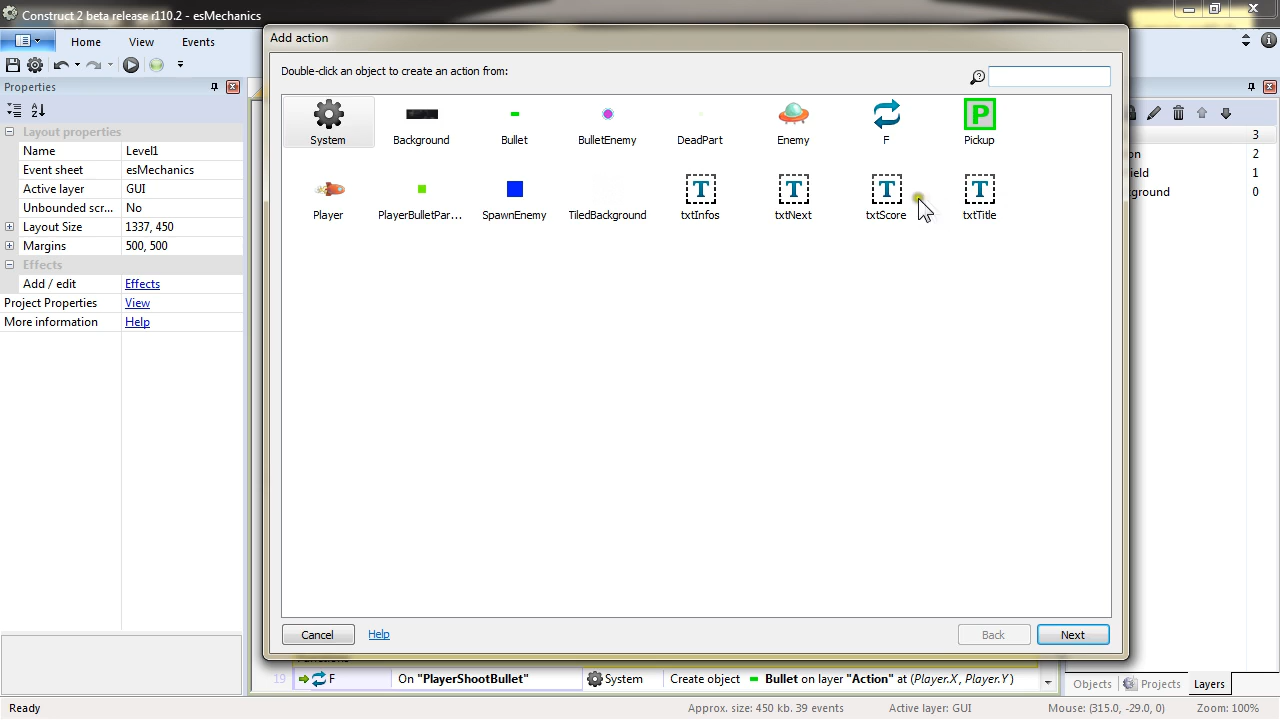 Construct 2 beta release r110.2 - esMechanics
Home View Events
Properties
Layout properties
Name Level1
Event sheet esMechanics
Active layer GUI
Unbounded scr... No
Layout Size 1337, 450
Margins 500, 500
Effects
Add / edit Effects
Project Properties View
More information Help
Add action
Double-click an object to create an action from:
System Background Bullet BulletEnemy DeadPart Enemy F Pickup
P
T T T T
Player PlayerBulletPar... SpawnEnemy TiledBackground txtInfos txtNext txtScore txtTitle
Cancel Help Back Next
3
on 2
ield 1
ground 0
Functions
19 F On "PlayerShootBullet" System Create object Bullet on layer "Action" at (Player.X, Player.Y)
Objects Projects Layers
Ready Approx. size: 450 kb. 39 events Active layer: GUI Mouse: (315.0, -29.0, 0) Zoom: 100%